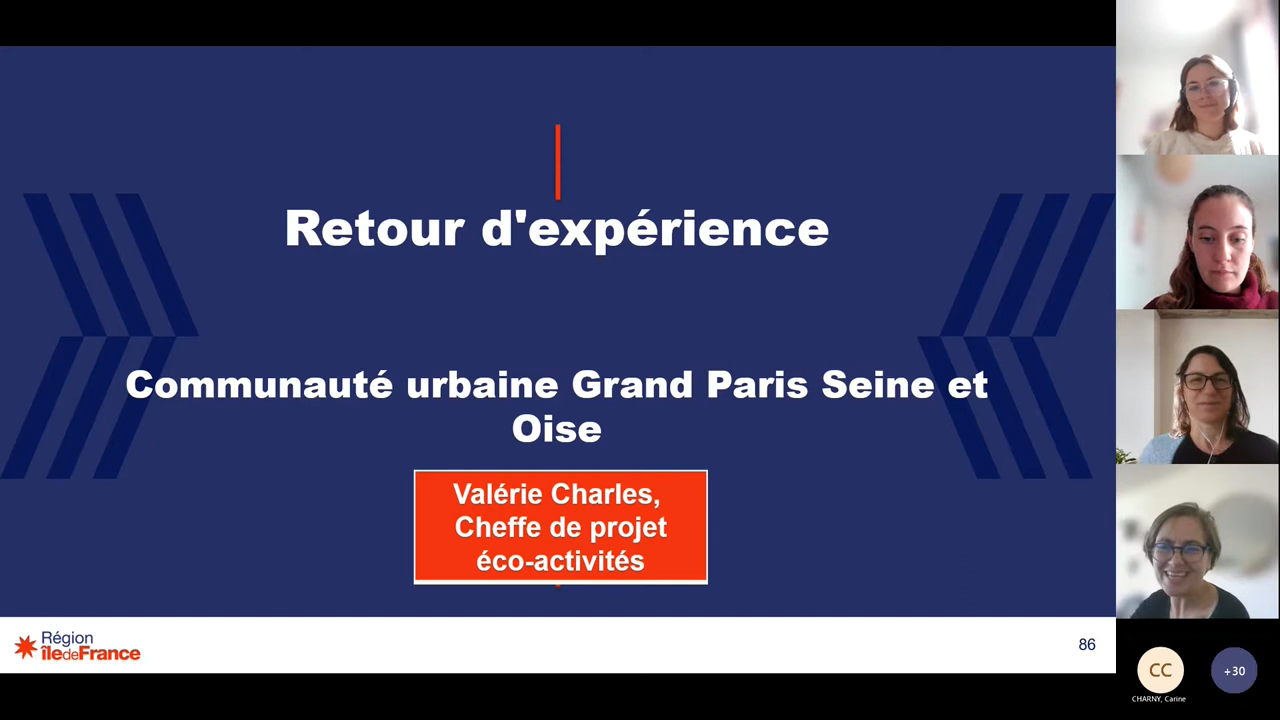 Retour d'expérience
Communauté urbaine Grand Paris Seine et
Oise
Valérie Charles,
Cheffe de projet
éco-activités
Région
îledeFrance
86
CC
+30
CHARNY, Carine